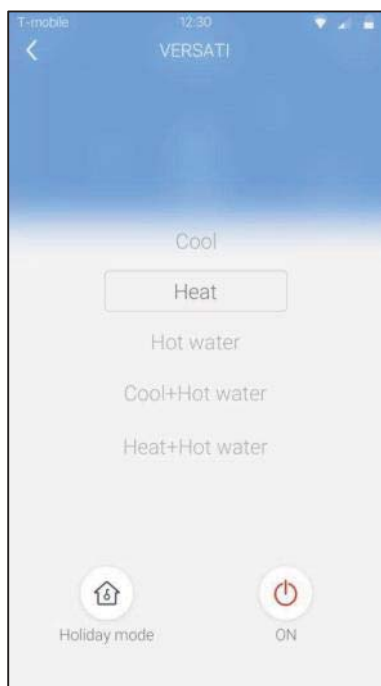 T-mobile 12:30
VERSATI
Cool
Heat
Hot water
Cool+Hot water
Heat+Hot water
Holiday mode ON